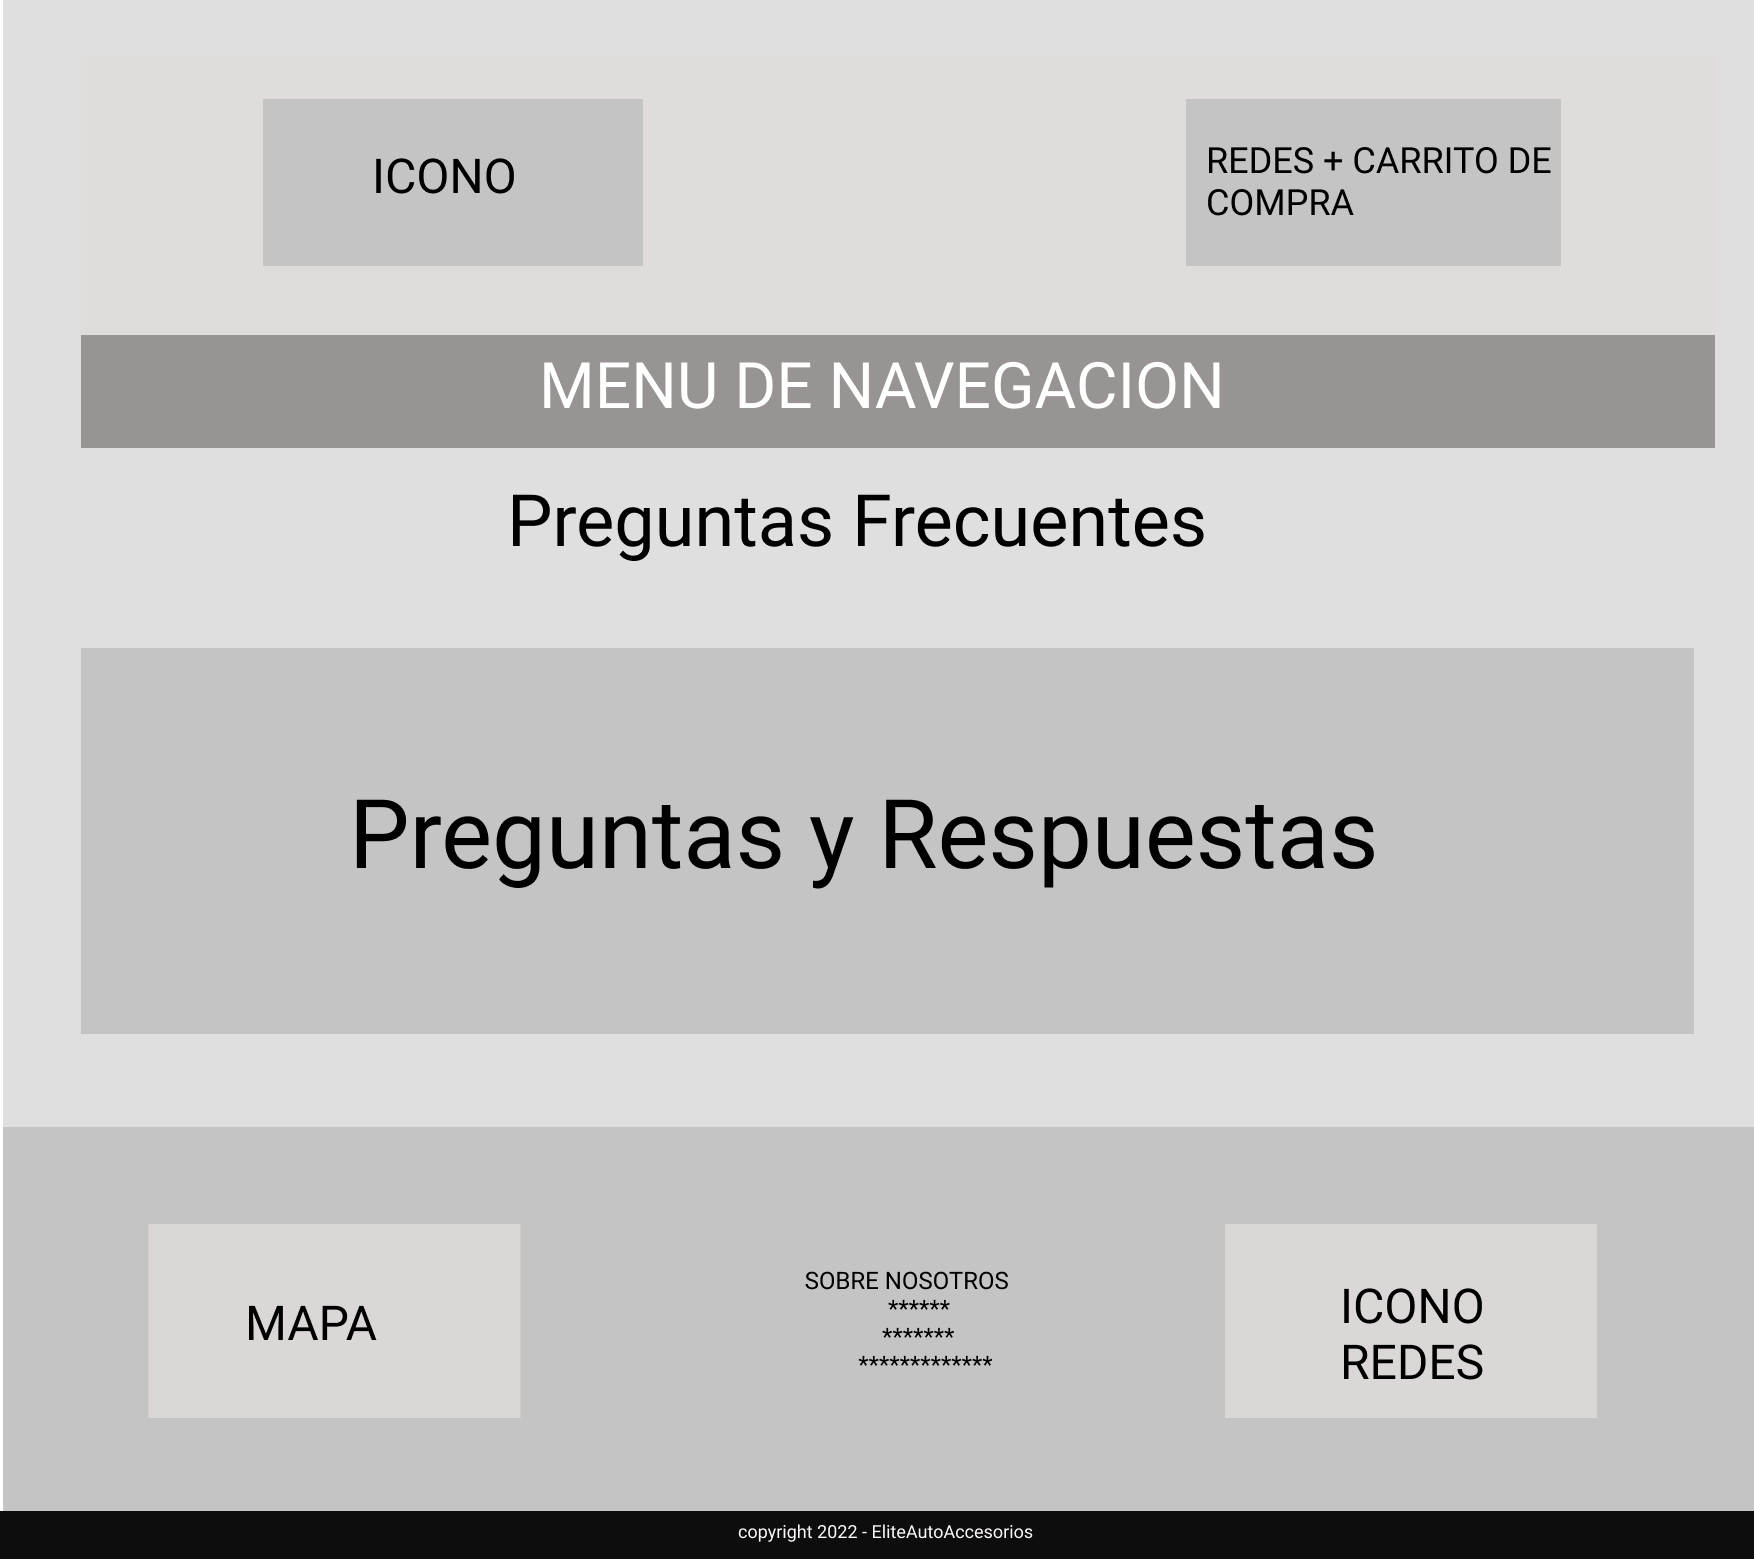 ICONO
REDES + CARRITO DE
COMPRA
MENU DE NAVEGACION
Preguntas Frecuentes
Preguntas y Respuestas
MAPA
SOBRE NOSOTROS
******
*******
*************
ICONO
REDES
copyright 2022 - EliteAutoAccesorios